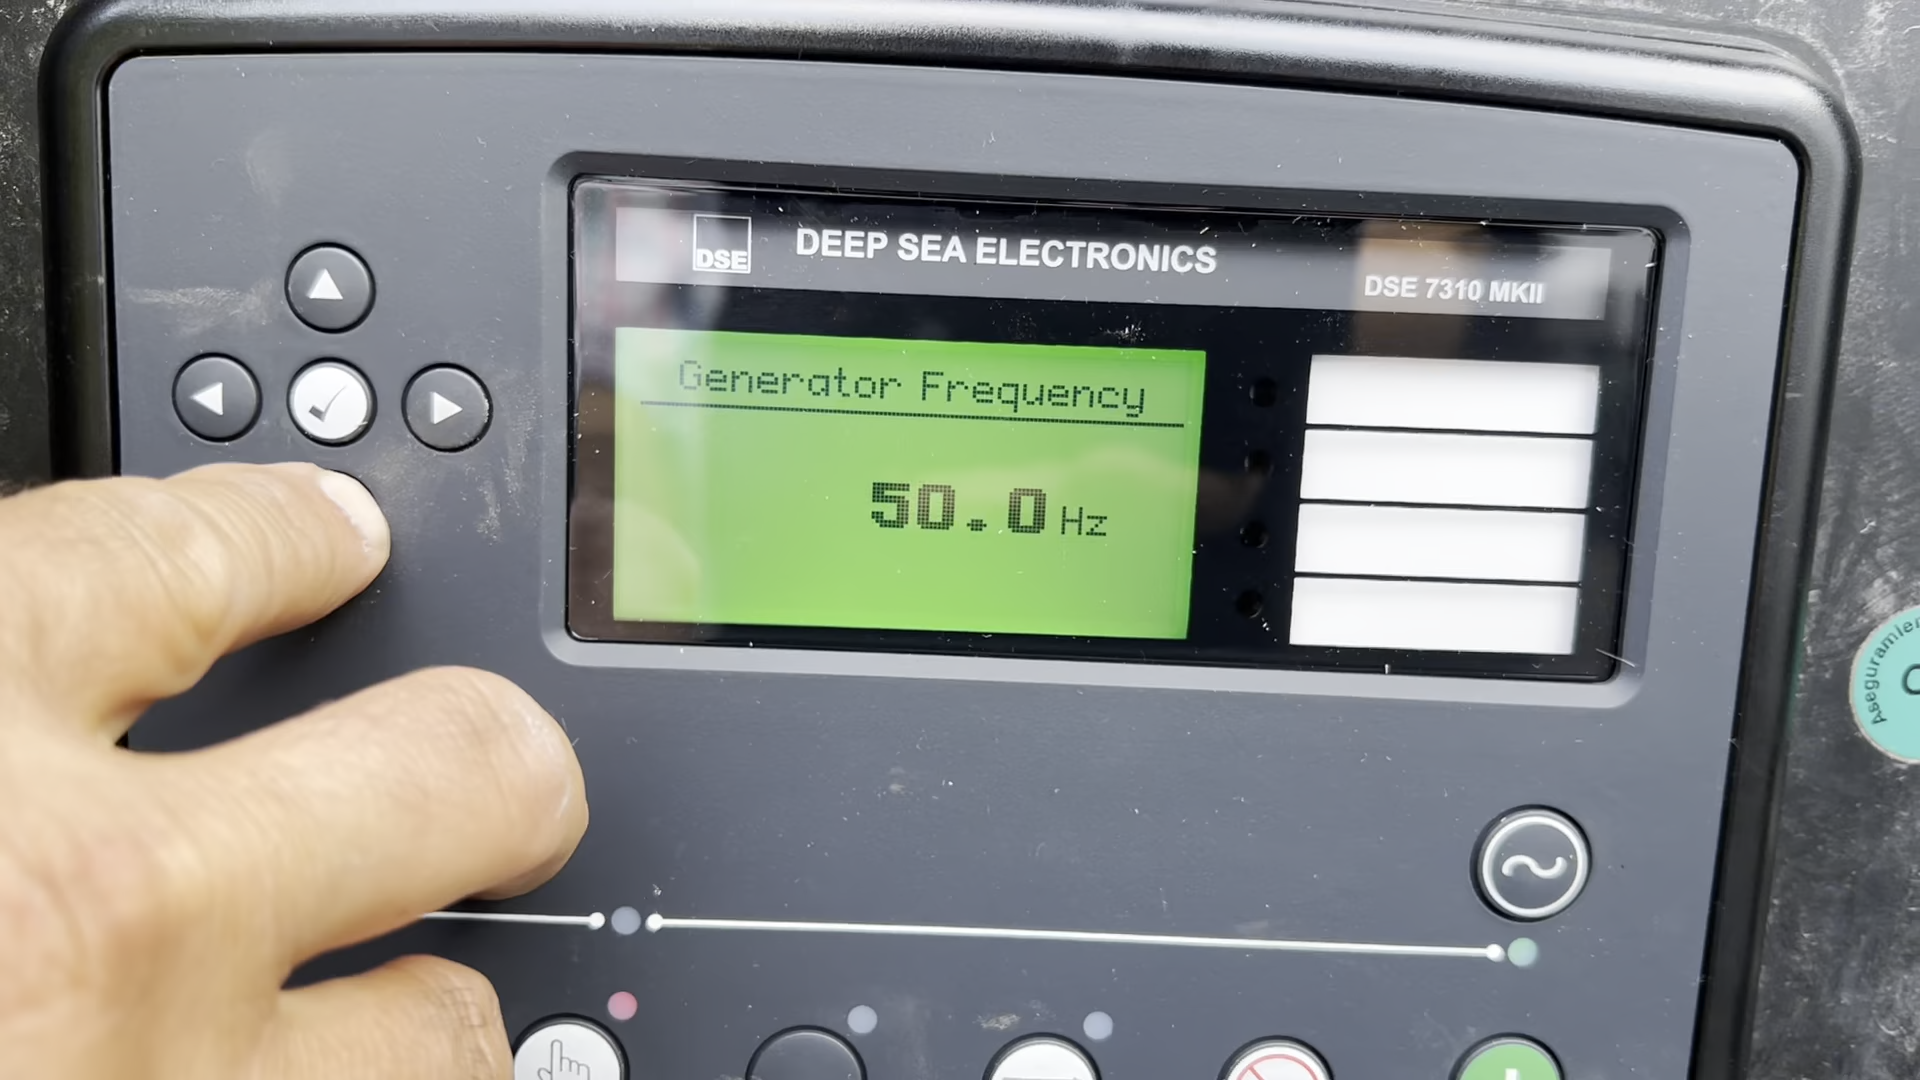 DSE
DEEP SEA ELECTRONICS
DSE 7310 MKII
Generator Frequency
50.0 Hz